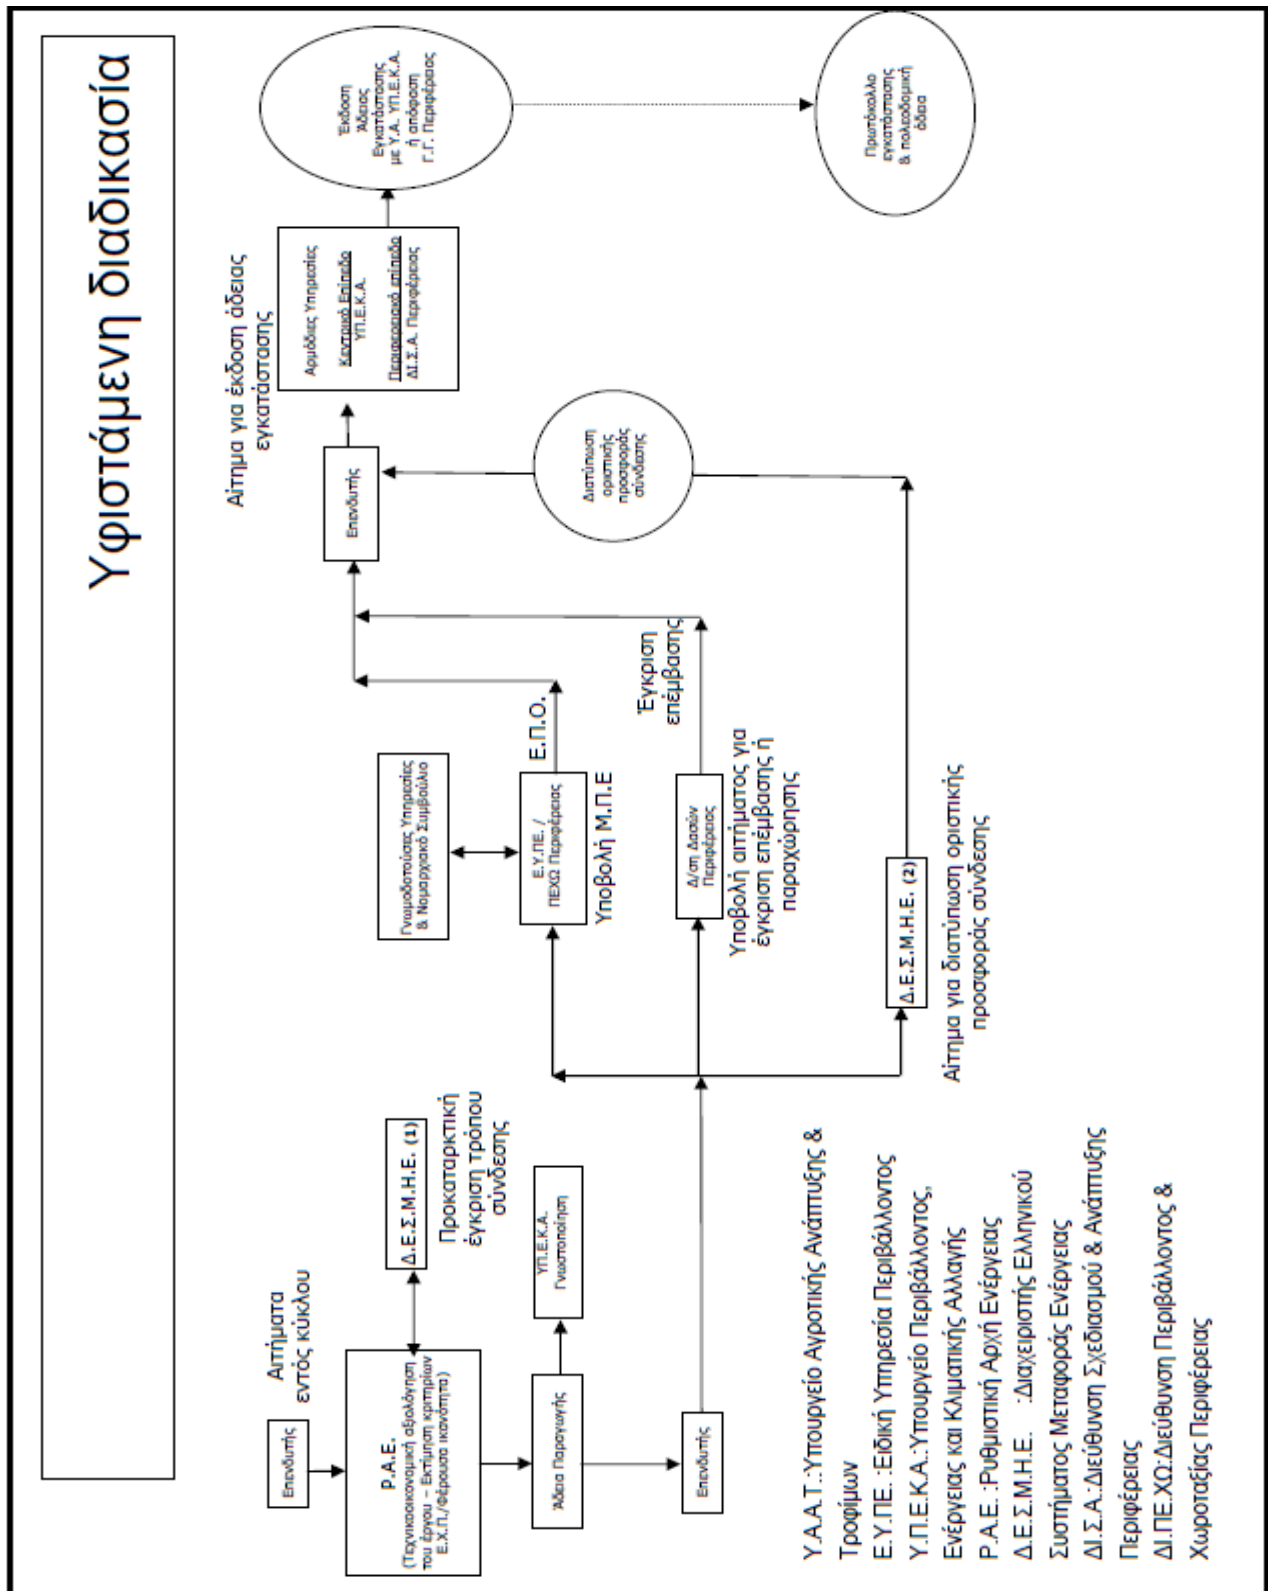 Υφιστάμενη διαδικασία
Αιτήματα
εντός κύκλου
Επενδυτής
Ρ.Α.Ε.
(Τεχνικοοικονομική αξιολόγηση
του έργου – Εκτίμηση κριτηρίων
Ε.Χ.Π./Φέρουσα ικανότητα)
Δ.Ε.Σ.Μ.Η.Ε. (1)
Προκαταρκτική
έγκριση τρόπου
σύνδεσης
Άδεια Παραγωγής
ΥΠ.Ε.Κ.Α.
Γνωστοποίηση
Επενδυτής
Γνωμοδοτούσες Υπηρεσίες
& Νομαρχιακό Συμβούλιο
Ε.Υ.ΠΕ. /
ΠΕΧΩ Περιφέρειας
Υποβολή Μ.Π.Ε
Ε.Π.Ο.
Δ/ση Δασών
Περιφέρειας
Υποβολή αιτήματος για
έγκριση επέμβασης ή
παραχώρησης
Έγκριση
επέμβασης
Δ.Ε.Σ.Μ.Η.Ε. (2)
Αίτημα για διατύπωση οριστικής
προσφοράς σύνδεσης
Διατύπωση
οριστικής
προσφοράς
σύνδεσης
Επενδυτής
Αίτημα για έκδοση άδειας
εγκατάστασης
Αρμόδιες Υπηρεσίες
Κεντρικό Επίπεδο
ΥΠ.Ε.Κ.Α.
Περιφερειακό επίπεδο
ΔΙ.Σ.Α. Περιφέρειας
Έκδοση
Άδειας
Εγκατάστασης
με Υ.Α. ΥΠ.Ε.Κ.Α.
ή απόφαση
Γ.Γ. Περιφέρειας
Πρωτόκολλο
εγκατάστασης
& πολεοδομική
άδεια
Υ.Α.Α.Τ.:Υπουργείο Αγροτικής Ανάπτυξης &
Τροφίμων
Ε.Υ.ΠΕ. :Ειδική Υπηρεσία Περιβάλλοντος
Υ.Π.Ε.Κ.Α.:Υπουργείο Περιβάλλοντος,
Ενέργειας και Κλιματικής Αλλαγής
Ρ.Α.Ε. :Ρυθμιστική Αρχή Ενέργειας
Δ.Ε.Σ.Μ.Η.Ε. :Διαχειριστής Ελληνικού
Συστήματος Μεταφοράς Ενέργειας
ΔΙ.Σ.Α.:Διεύθυνση Σχεδιασμού & Ανάπτυξης
Περιφέρειας
ΔΙ.ΠΕ.ΧΩ:Διεύθυνση Περιβάλλοντος &
Χωροταξίας Περιφέρειας